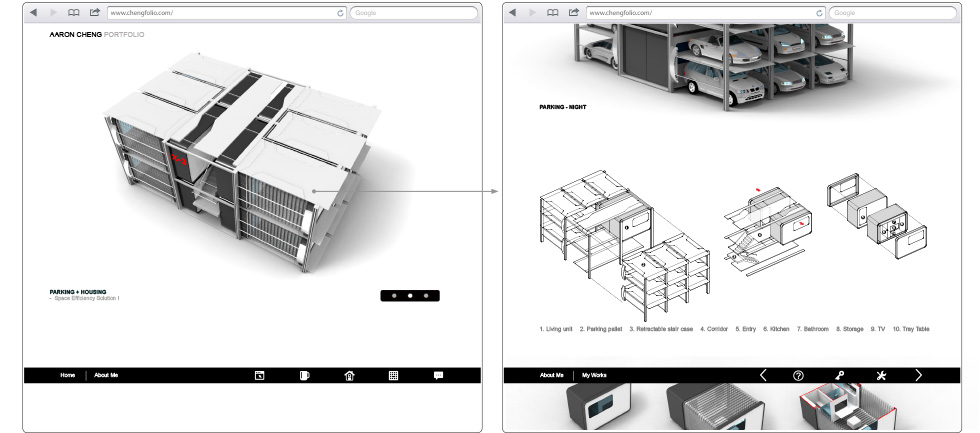 www.chengfolio.com/
Google
AARON CHENG PORTFOLIO
PARKING + HOUSING
- Space Efficiency Solution I
Home | About Me
www.chengfolio.com/
Google
PARKING - NIGHT
1. Living unit 2. Parking pallet 3. Retractable stair case 4. Corridor 5. Entry 6. Kitchen 7. Bathroom 8. Storage 9. TV 10. Tray Table
About Me | My Works